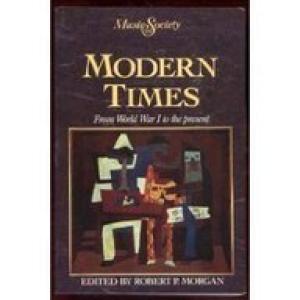 Music & Society
MODERN
TIMES
From World War I to the present
EDITED BY ROBERT P. MORGAN